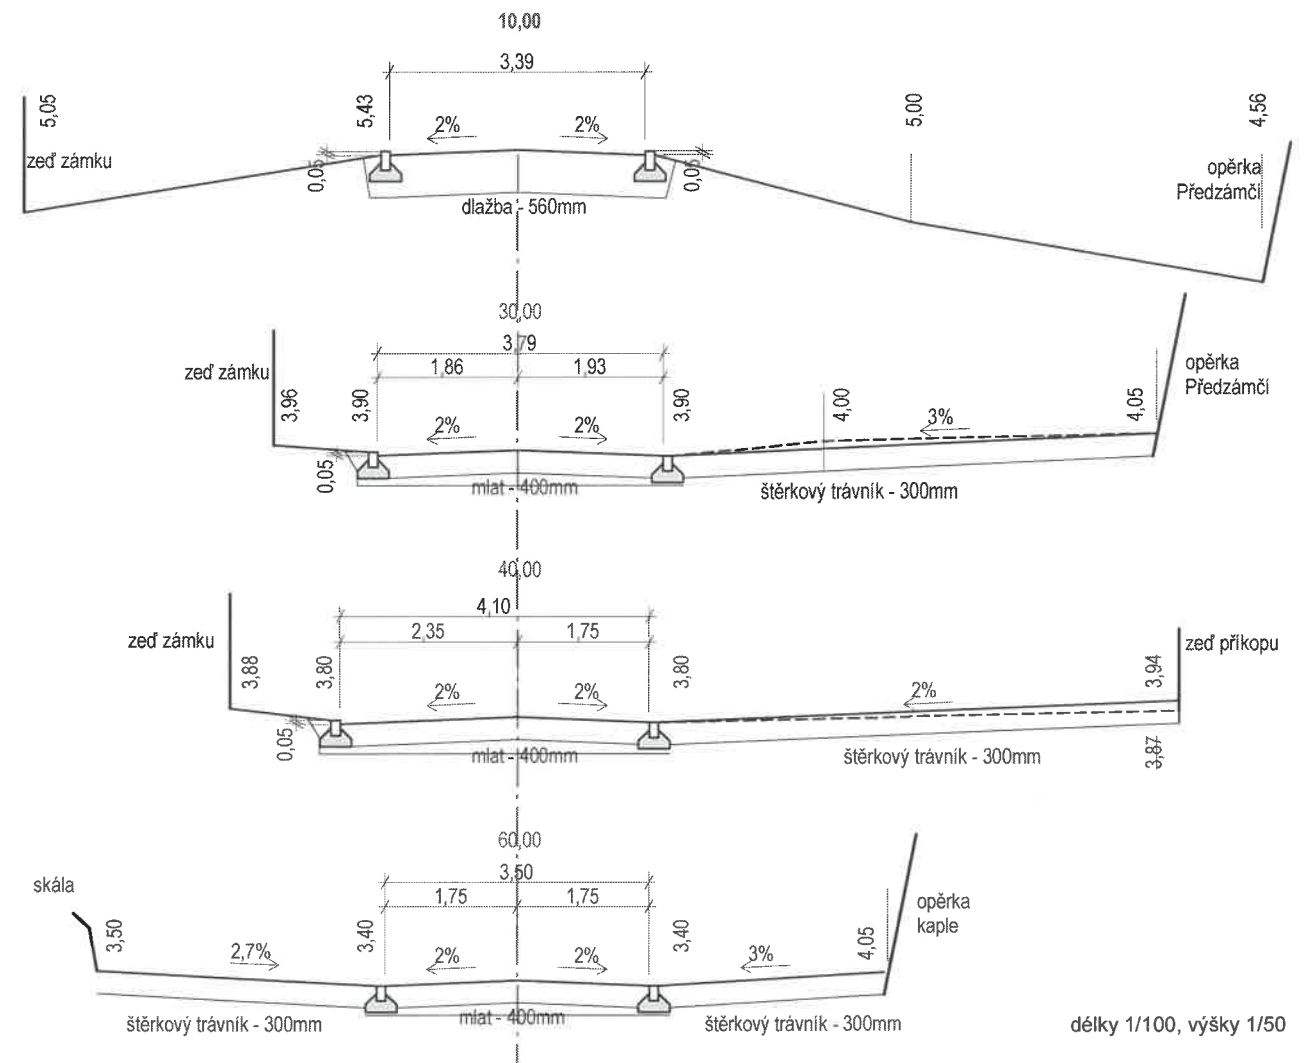 10,00
3,39
5,05
5,43
2%
2%
5,00
4,56
zeď zámku
0,05
0,05
opěrka
Předzámčí
dlažba - 560mm
30,00
3,79
1,86
1,93
zeď zámku
3,96
3,90
3,90
4,00
4,05
opěrka
Předzámčí
2%
2%
3%
0,05
mlat - 400mm
štěrkový trávník - 300mm
40,00
4,10
2,35
1,75
zeď zámku
3,88
3,80
3,80
3,94
zeď příkopu
2%
2%
2%
0,05
mlat - 400mm
štěrkový trávník - 300mm
3,87
60,00
3,50
1,75
1,75
skála
3,50
3,40
3,40
4,05
opěrka
kaple
2,7%
2%
2%
3%
štěrkový trávník - 300mm
mlat - 400mm
štěrkový trávník - 300mm
délky 1/100, výšky 1/50